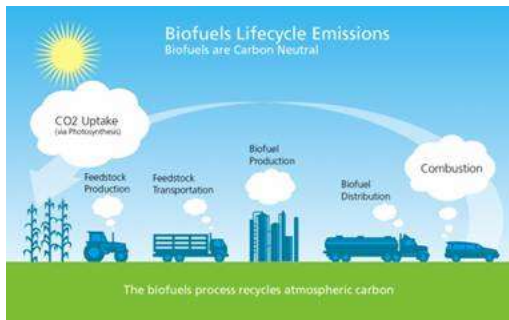 Biofuels Lifecycle Emissions
Biofuels are Carbon Neutral
CO2 Uptake
(via Photosynthesis)
Feedstock
Production
Feedstock
Transportation
Biofuel
Production
Biofuel
Distribution
Combustion
The biofuels process recycles atmospheric carbon